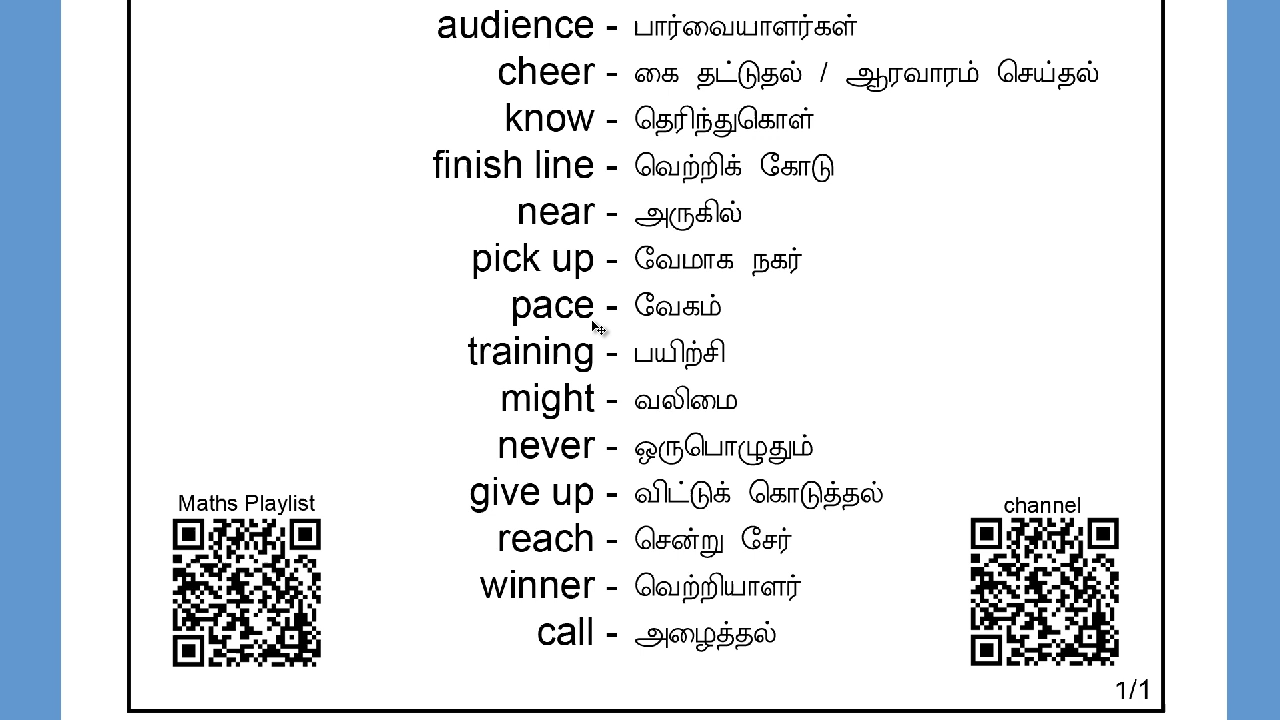 audience - பார்வையாளர்கள்
cheer - கை தட்டுதல் / ஆரவாரம் செய்தல்
know - தெரிந்துகொள்
finish line - வெற்றிக் கோடு
near - அருகில்
pick up - வேமாக நகர்
pace - வேகம்
training - பயிற்சி
might - வலிமை
never - ஒருபொழுதும்
give up - விட்டுக் கொடுத்தல்
reach - சென்று சேர்
winner - வெற்றியாளர்
call - அழைத்தல்
Maths Playlist
channel
1/1